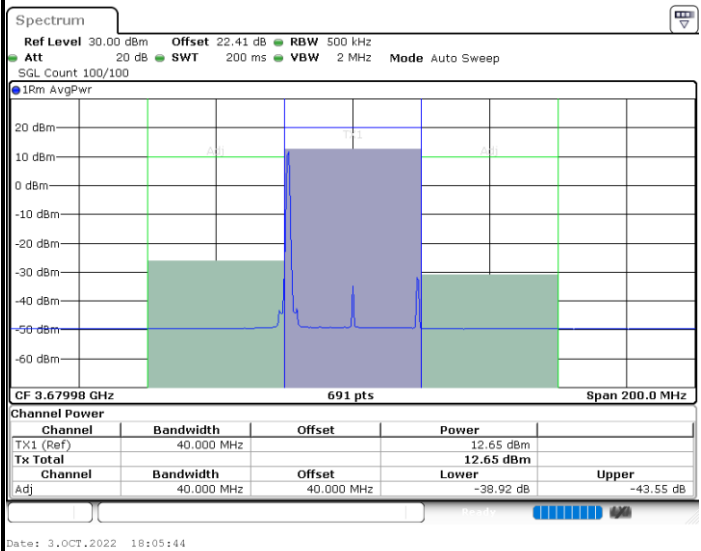 Spectrum
Ref Level 30.00 dBm Offset 22.41 dB RBW 500 kHz
Att 20 dB SWT 200 ms VBW 2 MHz Mode Auto Sweep
SGL Count 100/100
1Rm AvgPwr
TX1
20 dBm
Adj Adj
10 dBm
0 dBm
-10 dBm
-20 dBm
-30 dBm
-40 dBm
-50 dBm
-60 dBm
CF 3.67998 GHz 691 pts Span 200.0 MHz
Channel Power
Channel Bandwidth Offset Power
TX1 (Ref) 40.000 MHz 12.65 dBm
Tx Total 12.65 dBm
Channel Bandwidth Offset Lower Upper
Adj 40.000 MHz 40.000 MHz -38.92 dB -43.55 dB
Ready
Date: 3.OCT.2022 18:05:44